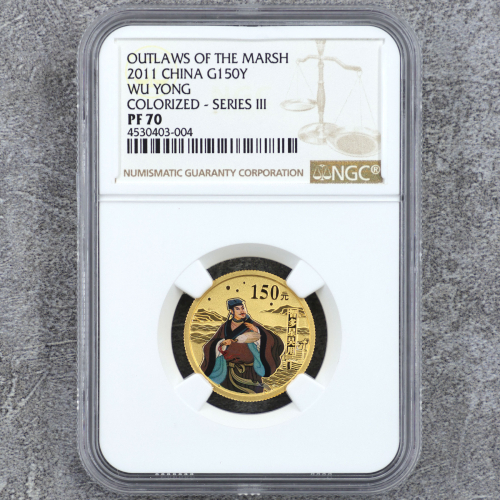 OUTLAWS OF THE MARSH
2011 CHINA G150Y
WU YONG
COLORIZED - SERIES III
PF 70
4530403-004
NUMISMATIC GUARANTY CORPORATION
NGC®
150元